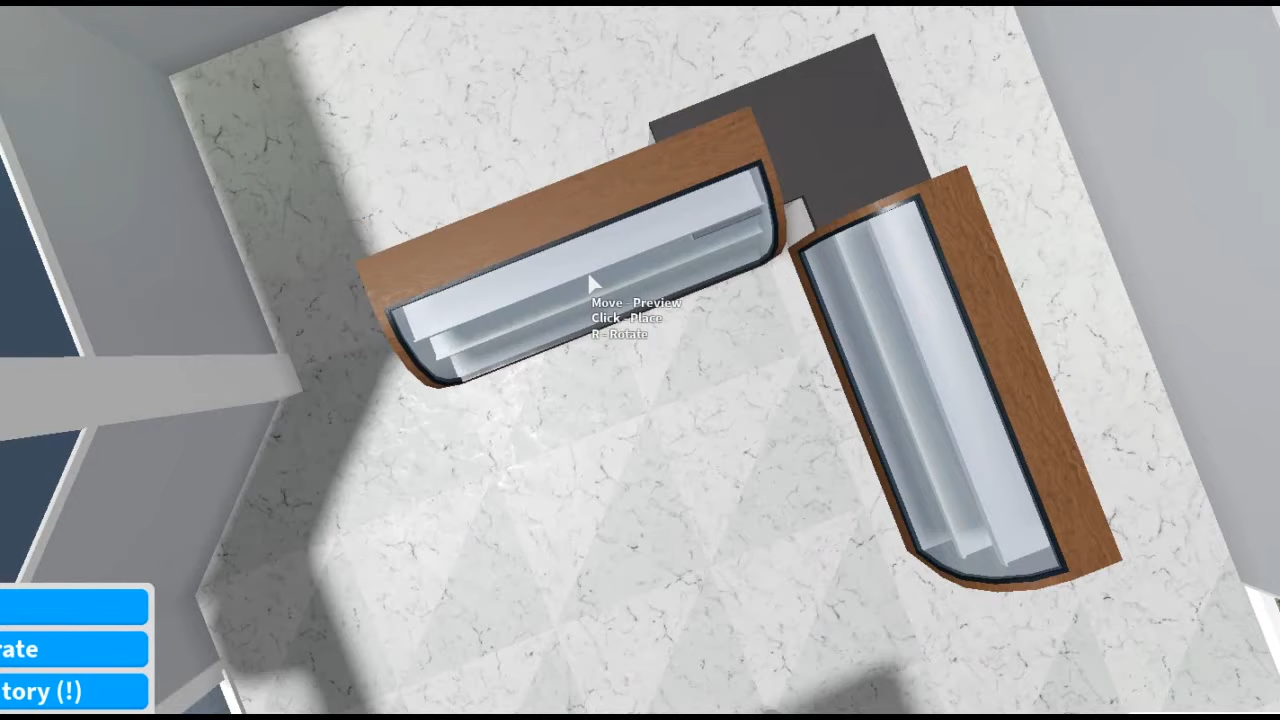 Move - Preview
Click - Place
R - Rotate
rate
tory (!)